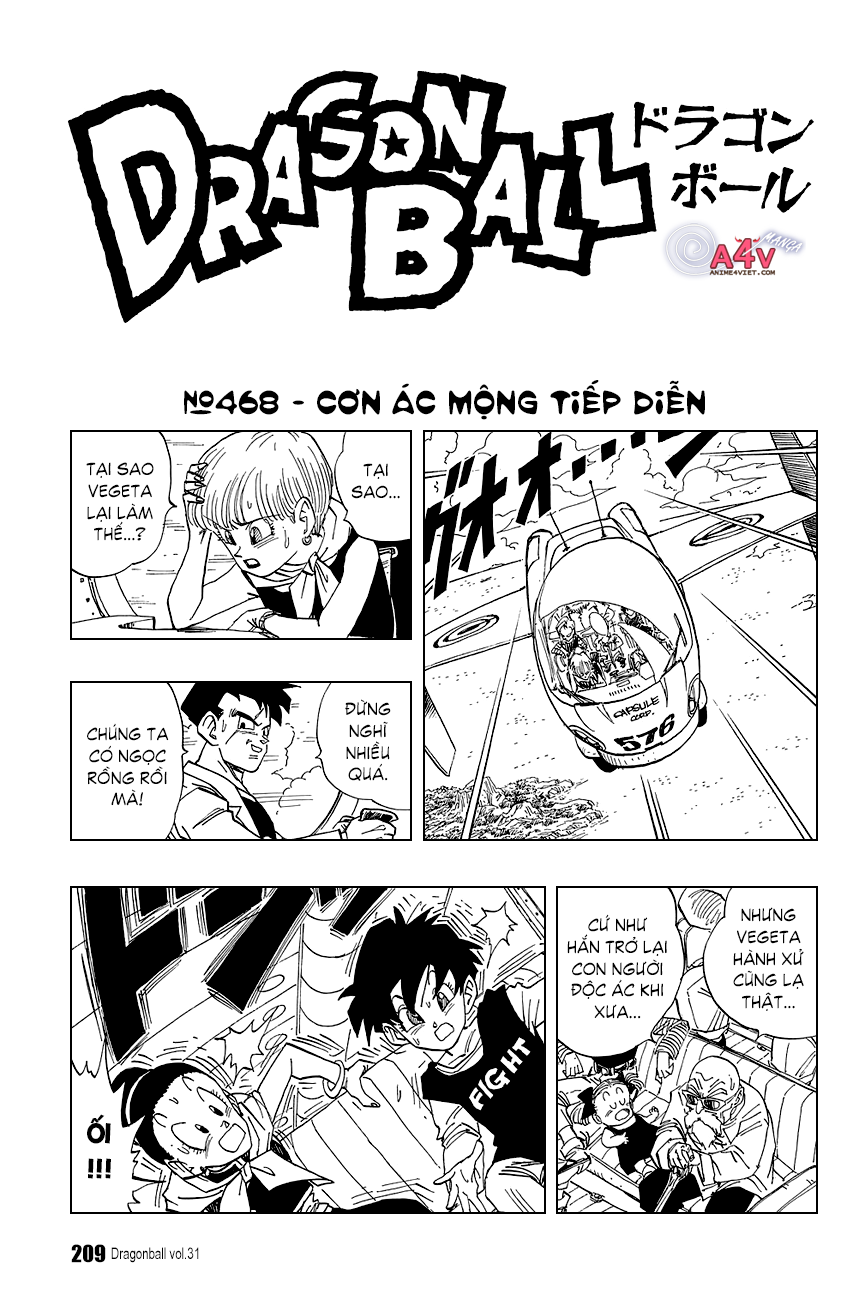 DRAGON
BALL
ドラゴン
ボール
A4V
MANGA
ANIME4VIET.COM
№468 - CƠN ÁC MỘNG TIẾP DIỄN
グオオ...
CAPSULE
CORP.
576
TẠI
SAO...
TẠI SAO
VEGETA
LẠI LÀM
THẾ...?
ĐỪNG
NGHĨ
NHIỀU
QUÁ.
CHÚNG TA
CÓ NGỌC
RỒNG RỒI
MÀ!
NHƯNG
VEGETA
HÀNH XỬ
CŨNG LẠ
THẬT...
CỨ NHƯ
HẮN TRỞ LẠI
CON NGƯỜI
ĐỘC ÁC KHI
XƯA...
FIGHT
ỐI
!!!
209 Dragonball vol.31